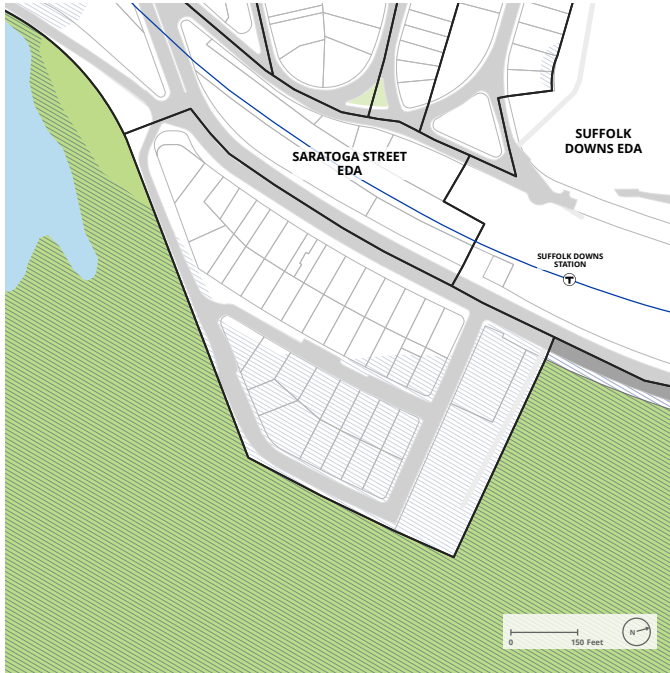 SUFFOLK
DOWNS EDA
SARATOGA STREET
EDA
SUFFOLK DOWNS
STATION
T
N
0 150 Feet